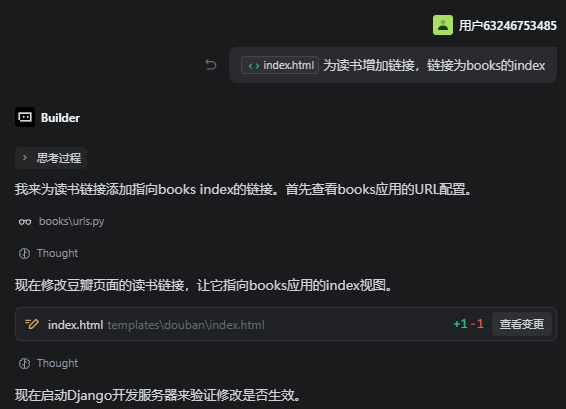 用户63246753485
index.html 为读书增加链接，链接为books的index
Builder
思考过程
我来为读书链接添加指向books index的链接。首先查看books应用的URL配置。
books\urls.py
Thought
现在修改豆瓣页面的读书链接，让它指向books应用的index视图。
index.html templates\douban\index.html +1 -1 查看变更
Thought
现在启动Django开发服务器来验证修改是否生效。